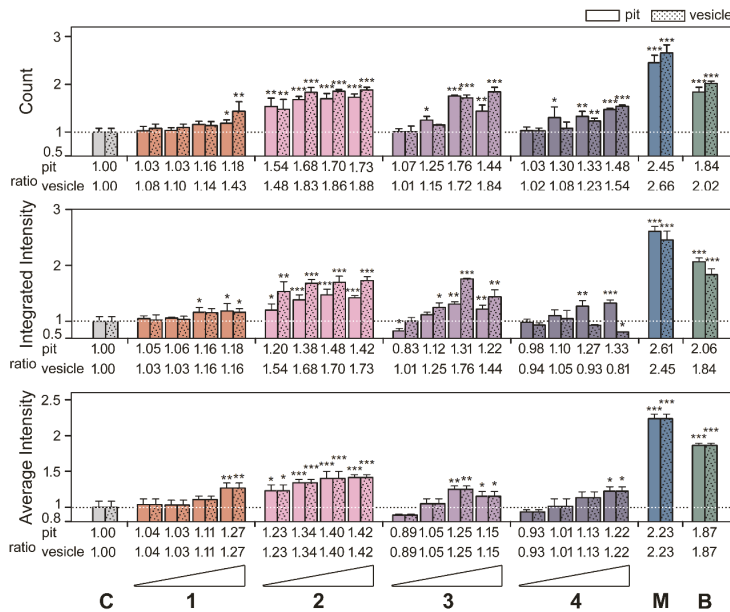 pit vesicle
Count
3
2
1
0.5
** ** *** *** *** *** *** ***
* **
* *** *** ** ***
* ** ** *** ***
*** ***
*** ***
pit 1.00 1.03 1.03 1.16 1.18 1.54 1.68 1.70 1.73 1.07 1.25 1.76 1.44 1.03 1.30 1.33 1.48 2.45 1.84
ratio
vesicle 1.00 1.08 1.10 1.14 1.43 1.48 1.83 1.86 1.88 1.01 1.15 1.72 1.84 1.02 1.08 1.23 1.54 2.66 2.02
Integrated Intensity
3
2
1
0.5
* * *
* ** *** *** *** *** *** ***
* * ** *** ** **
** *** *
*** ***
*** ***
pit 1.00 1.05 1.06 1.16 1.18 1.20 1.38 1.48 1.42 0.83 1.12 1.31 1.22 0.98 1.10 1.27 1.33 2.61 2.06
ratio
vesicle 1.00 1.03 1.03 1.16 1.16 1.54 1.68 1.70 1.73 1.01 1.25 1.76 1.44 0.94 1.05 0.93 0.81 2.45 1.84
Average Intensity
2.5
2
1.5
1
0.8
** **
* * *** *** *** *** *** ***
** ** * *
* *
*** ***
*** ***
pit 1.00 1.04 1.03 1.11 1.27 1.23 1.34 1.40 1.42 0.89 1.05 1.25 1.15 0.93 1.01 1.13 1.22 2.23 1.87
ratio
vesicle 1.00 1.04 1.03 1.11 1.27 1.23 1.34 1.40 1.42 0.89 1.05 1.25 1.15 0.93 1.01 1.13 1.22 2.23 1.87
C 1 2 3 4 M B